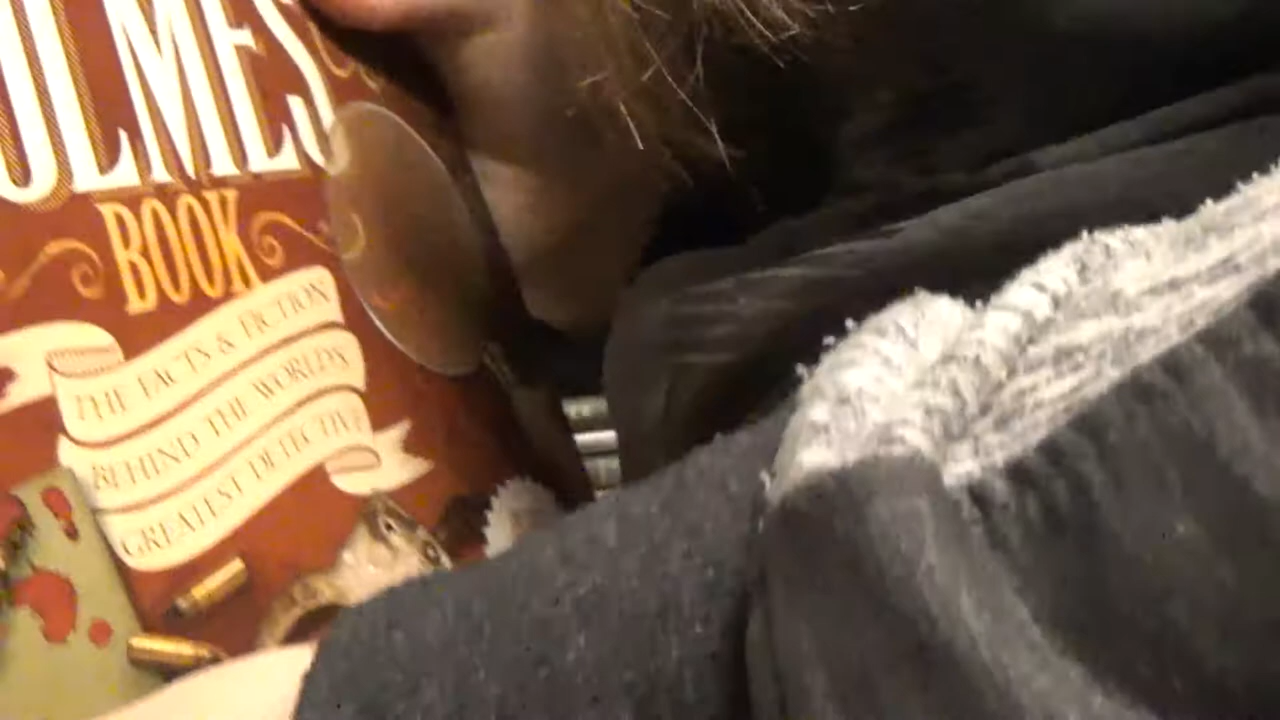 OLMES
BOOK
THE FACTS & FICTION
BEHIND THE WORLD'S
GREATEST DETECTIVE